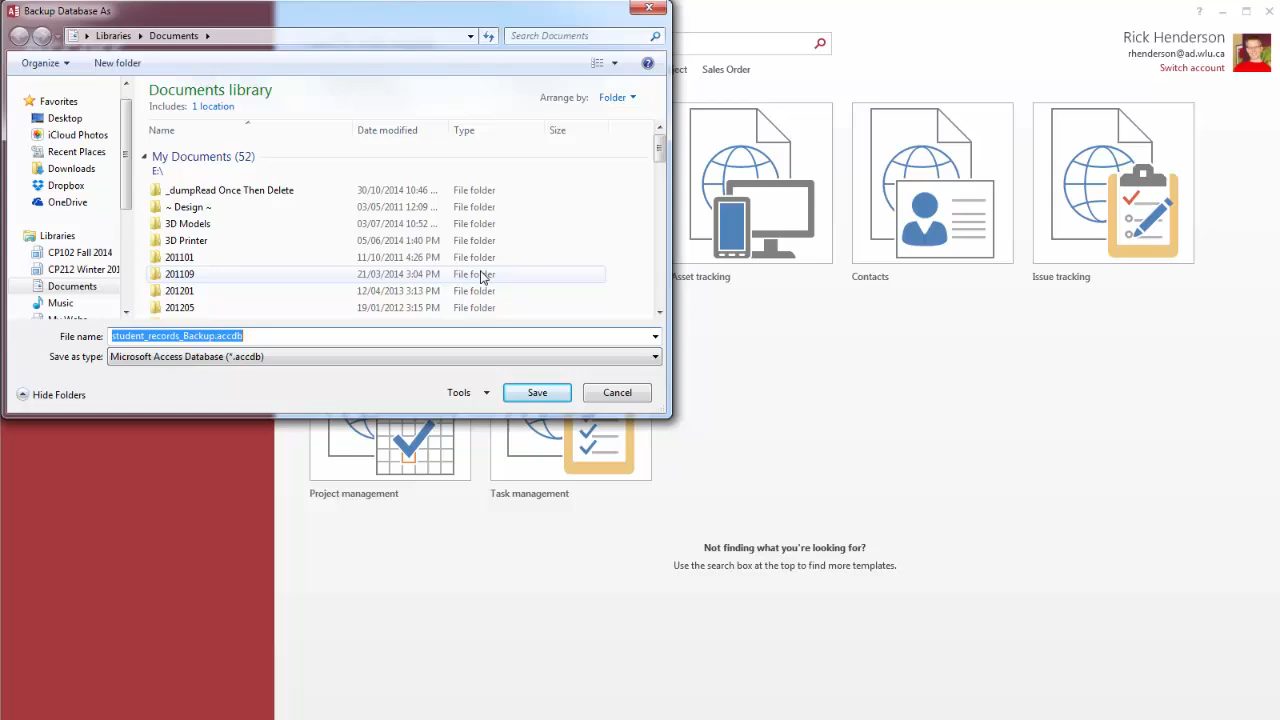 Backup Database As
Libraries
Documents
Search Documents
Organize
New folder
Documents library
Includes: 1 location
Arrange by: Folder
Name
Date modified
Type
Size
My Documents (52)
E:\
_dumpRead Once Then Delete 30/10/2014 10:46 ... File folder
~ Design ~ 03/05/2011 12:09 ... File folder
3D Models 03/07/2014 10:52 ... File folder
3D Printer 05/06/2014 1:40 PM File folder
201101 11/10/2011 4:26 PM File folder
201109 21/03/2014 3:04 PM File folder
201201 12/04/2013 3:13 PM File folder
201205 19/01/2012 3:15 PM File folder
Favorites
Desktop
iCloud Photos
Recent Places
Downloads
Dropbox
OneDrive
Libraries
CP102 Fall 2014
CP212 Winter 201
Documents
Music
File name: student_records_Backup.accdb
Save as type: Microsoft Access Database (*.accdb)
Hide Folders
Tools
Save
Cancel
Rick Henderson
rhenderson@ad.wlu.ca
Switch account
Sales Order
Asset tracking
Contacts
Issue tracking
Project management
Task management
Not finding what you're looking for?
Use the search box at the top to find more templates.